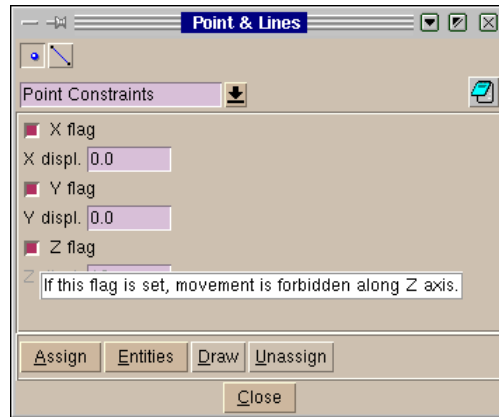 Point & Lines
Point Constraints
X flag
X displ. 0.0
Y flag
Y displ. 0.0
Z flag
Z
If this flag is set, movement is forbidden along Z axis.
Assign Entities Draw Unassign
Close